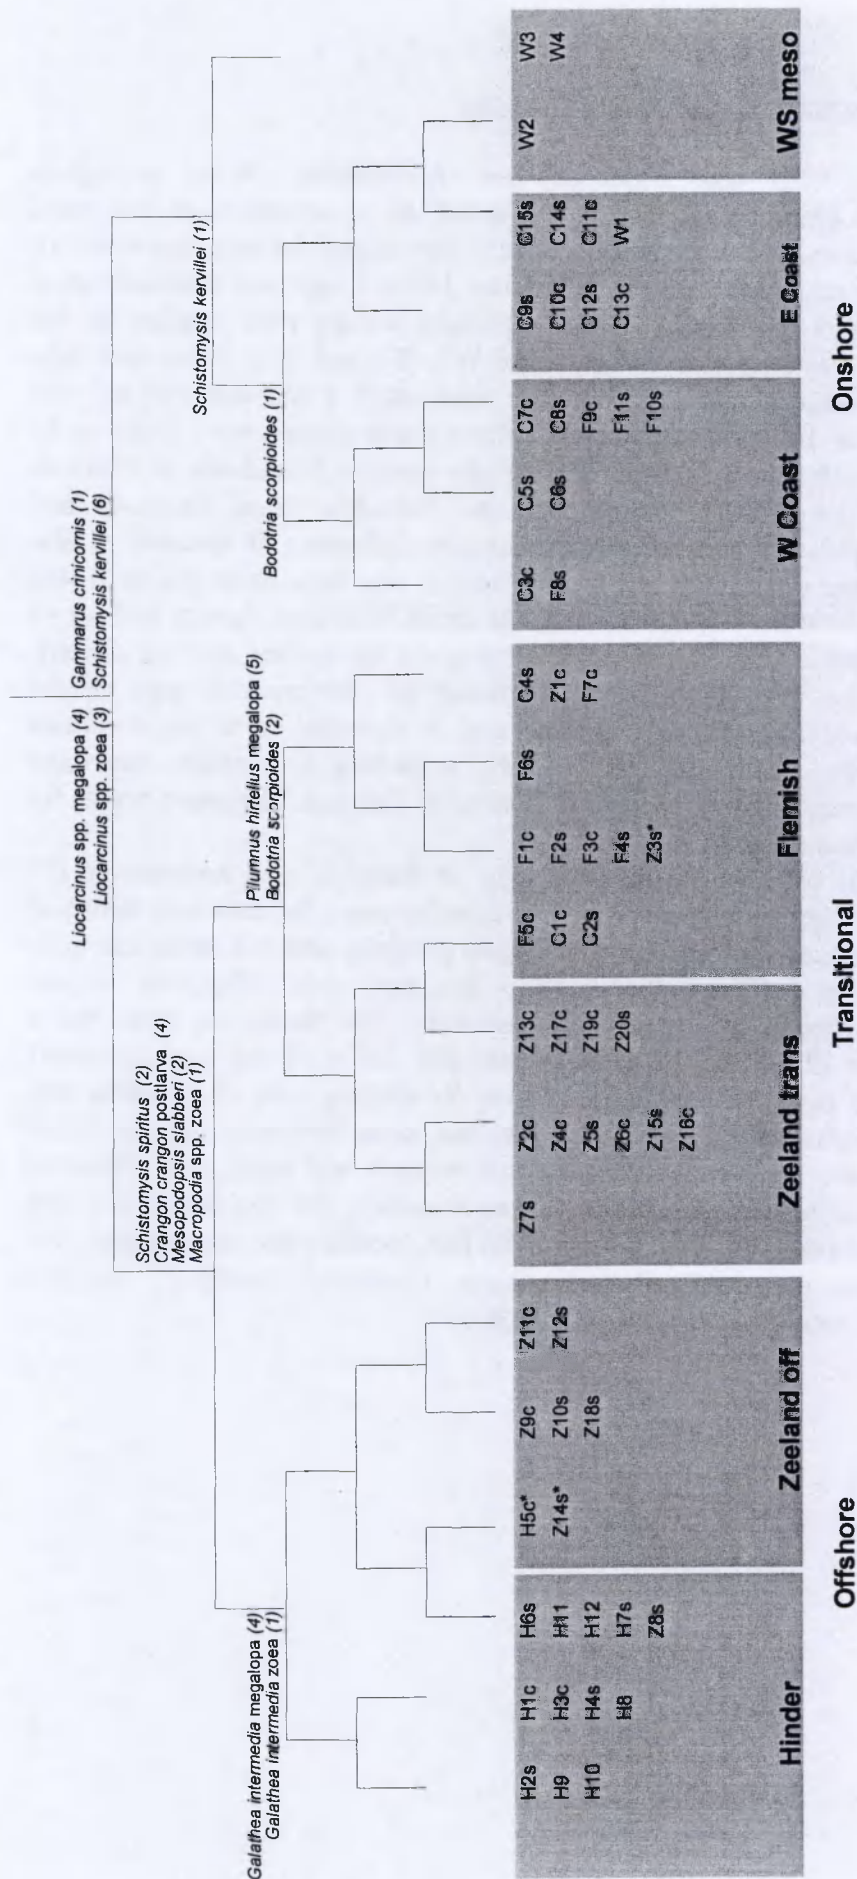 Liocarcinus spp. megalopa (4)
Liocarcinus spp. zoea (3)
Gammarus crinicornis (1)
Schistomysis kervillei (6)
Schistomysis spiritus (2)
Crangon crangon postlarva (4)
Mesopodopsis slabberi (2)
Macropodia spp. zoea (1)
Schistomysis kervillei (1)
Galathea intermedia megalopa (4)
Galathea intermedia zoea (1)
Pilumnus hirtellus megalopa (5)
Bodotria scorpioides (2)
Bodotria scorpioides (1)
H2s H1c H6s H5c* Z9c Z11c Z7s Z2c Z13c F5c F1c F6s C4s C3c C5s C7c C9s C15s W2 W3
H9 H3c H11 Z14s* Z10s Z12s Z4c Z17c C1c F2s Z1c F8s C6s C8s C10c C14s W4
H10 H4s H12 Z18s Z5s Z19c C2s F3c F7c F9c C12s C11c
H8 H7s Z6c Z20s F4s F11s C13c W1
Z8s Z15s Z3s* F10s
Z16c
Hinder Zeeland off Zeeland trans Flemish W Coast E Coast WS meso
Offshore Transitional Onshore